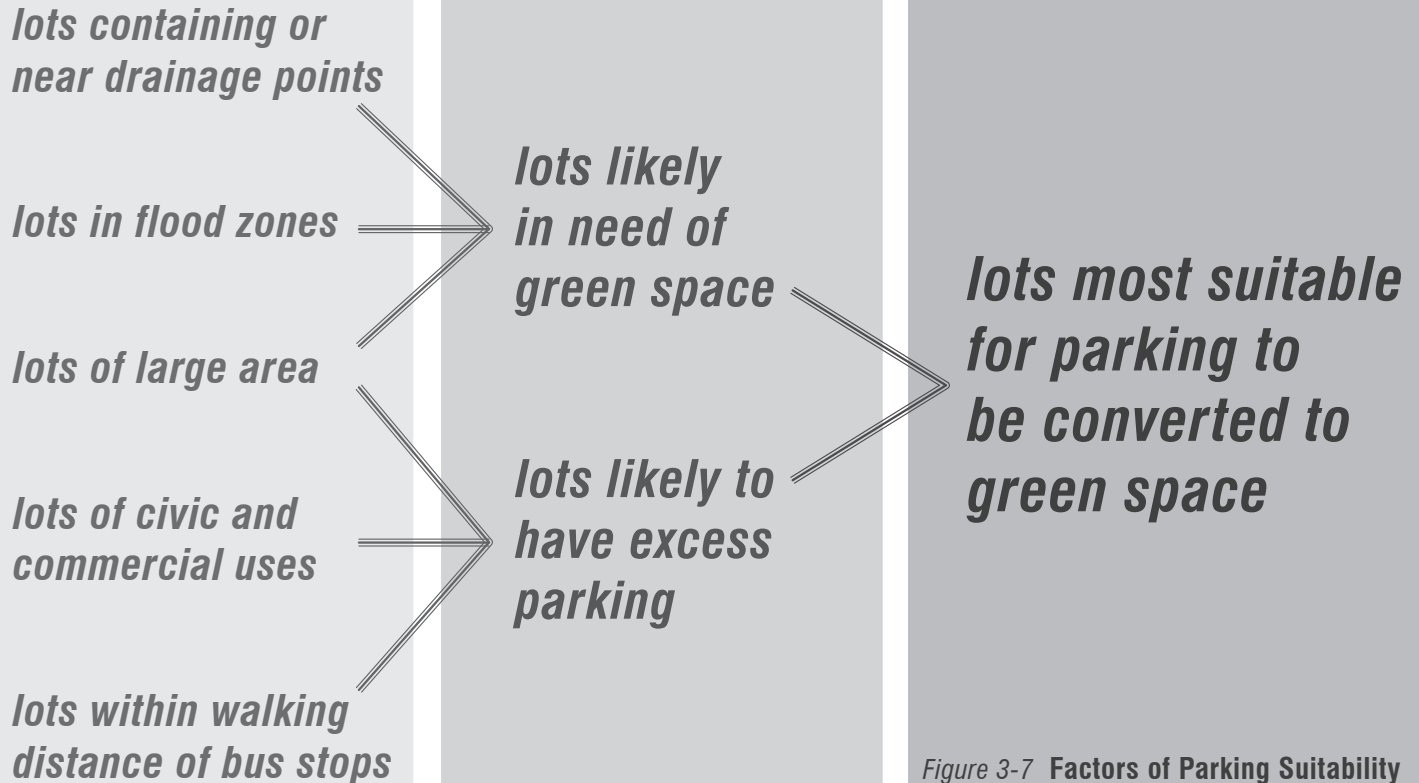 lots containing or
near drainage points
lots in flood zones
lots of large area
lots of civic and
commercial uses
lots within walking
distance of bus stops
lots likely
in need of
green space
lots likely to
have excess
parking
lots most suitable
for parking to
be converted to
green space
Figure 3-7 Factors of Parking Suitability